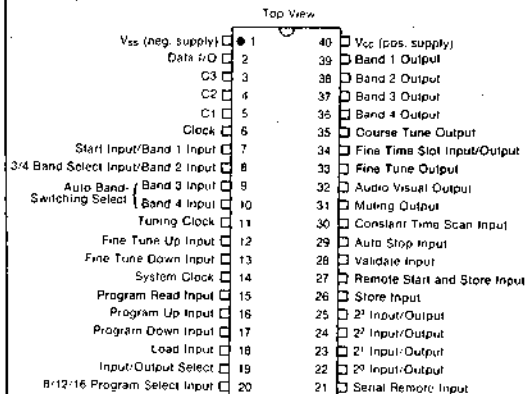 Top View
Vss (neg. supply) 1 40 Vcc (pos. supply)
Data I/O 2 39 Band 1 Output
C3 3 38 Band 2 Output
C2 4 37 Band 3 Output
C1 5 36 Band 4 Output
Clock 6 35 Course Tune Output
Start Input/Band 1 Input 7 34 Fine Time Slot Input/Output
3/4 Band Select Input/Band 2 Input 8 33 Fine Tune Output
Auto Band-Switching Select { Band 3 Input 9 32 Audio Visual Output
Band 4 Input 10 31 Muting Output
Tuning Clock 11 30 Constant Time Scan Input
Fine Tune Up Input 12 29 Auto Stop Input
Fine Tune Down Input 13 28 Validate Input
System Clock 14 27 Remote Start and Store Input
Program Read Input 15 26 Store Input
Program Up Input 16 25 2³ Input/Output
Program Down Input 17 24 2² Input/Output
Load Input 18 23 2¹ Input/Output
Input/Output Select 19 22 2⁰ Input/Output
8/12/16 Program Select Input 20 21 Serial Remote Input